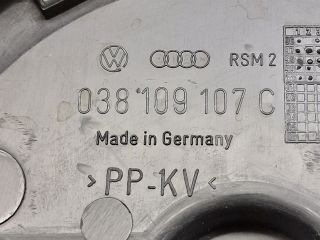 RSM 2
038 109 107 C
Made in Germany
>PP-KV<